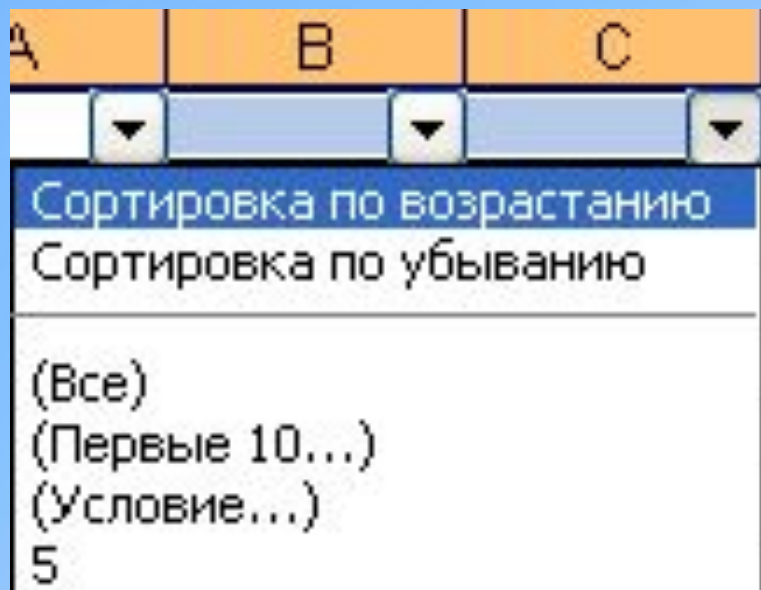 A B C
Сортировка по возрастанию
Сортировка по убыванию
(Все)
(Первые 10...)
(Условие...)
5